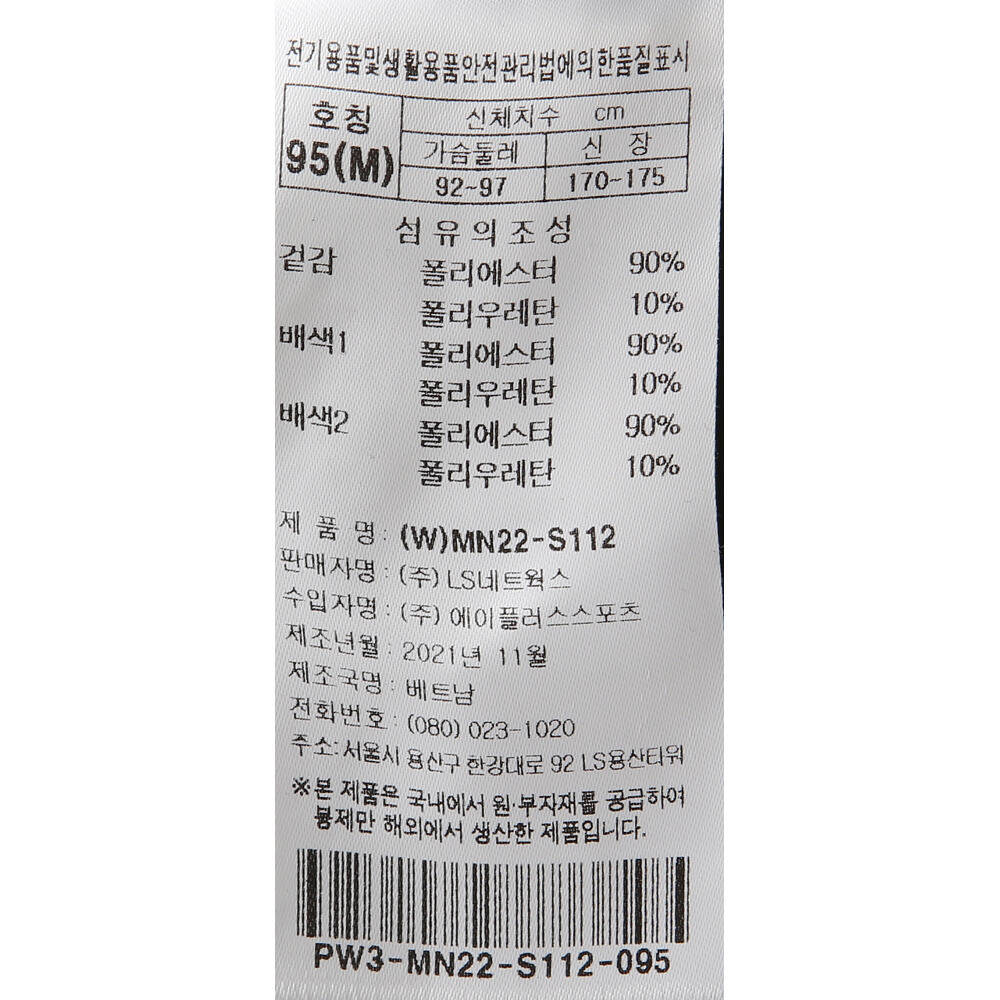 전기용품및생활용품안전관리법에의한품질표시
호칭 신체치수 cm
95(M) 가슴둘레 신 장
92~97 170~175
섬유의조성
겉감 폴리에스터 90%
폴리우레탄 10%
배색1 폴리에스터 90%
폴리우레탄 10%
배색2 폴리에스터 90%
폴리우레탄 10%
제 품 명: (W)MN22-S112
판매자명: (주) LS네트웍스
수입자명: (주) 에이플러스스포츠
제조년월: 2021년 11월
제조국명: 베트남
전화번호: (080) 023-1020
주소:서울시 용산구 한강대로 92 LS용산타워
※본 제품은 국내에서 원·부자재를 공급하여
봉제만 해외에서 생산한 제품입니다.
PW3-MN22-S112-095